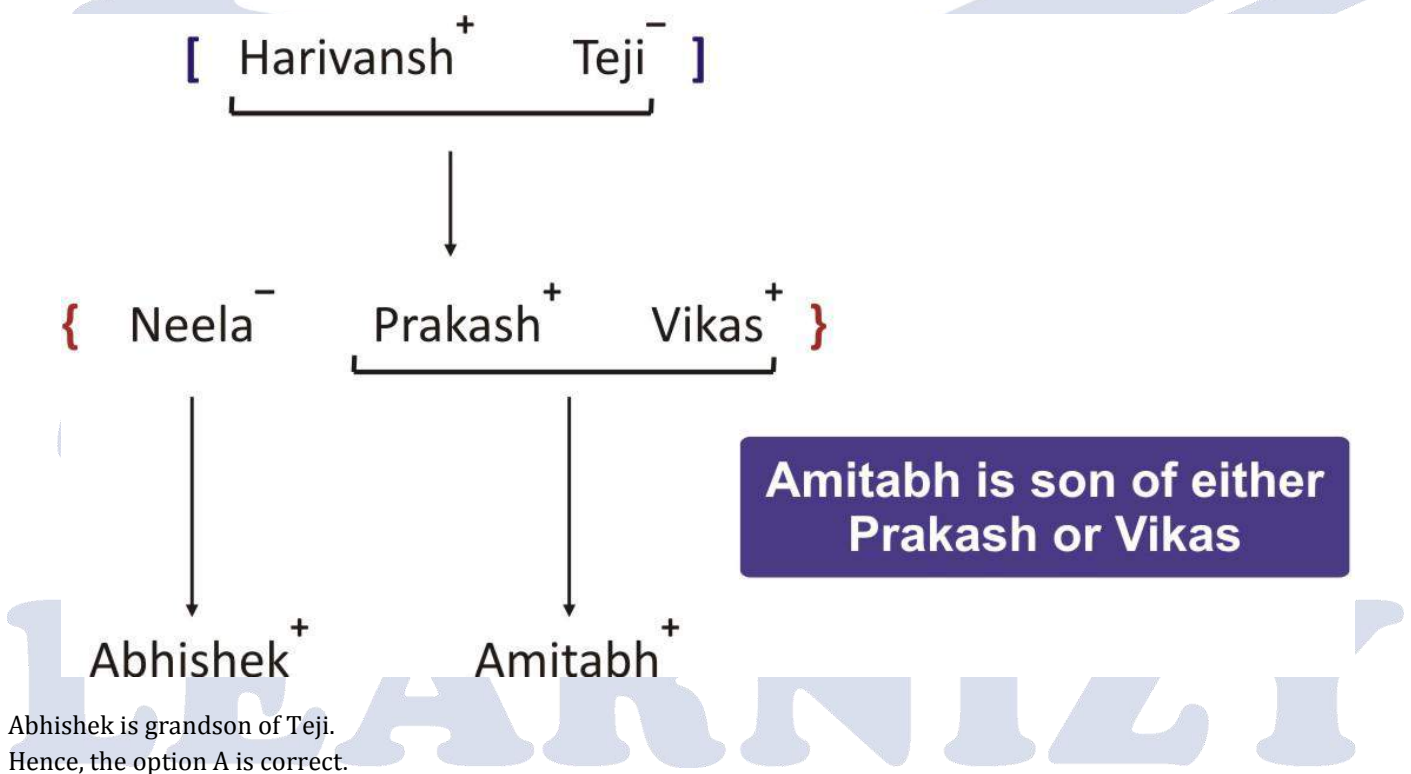 [ Harivansh+ Teji− ]
{ Neela− Prakash+ Vikas+ }
Amitabh is son of either
Prakash or Vikas
Abhishek+ Amitabh+
Abhishek is grandson of Teji.
Hence, the option A is correct.
LEARNIZY